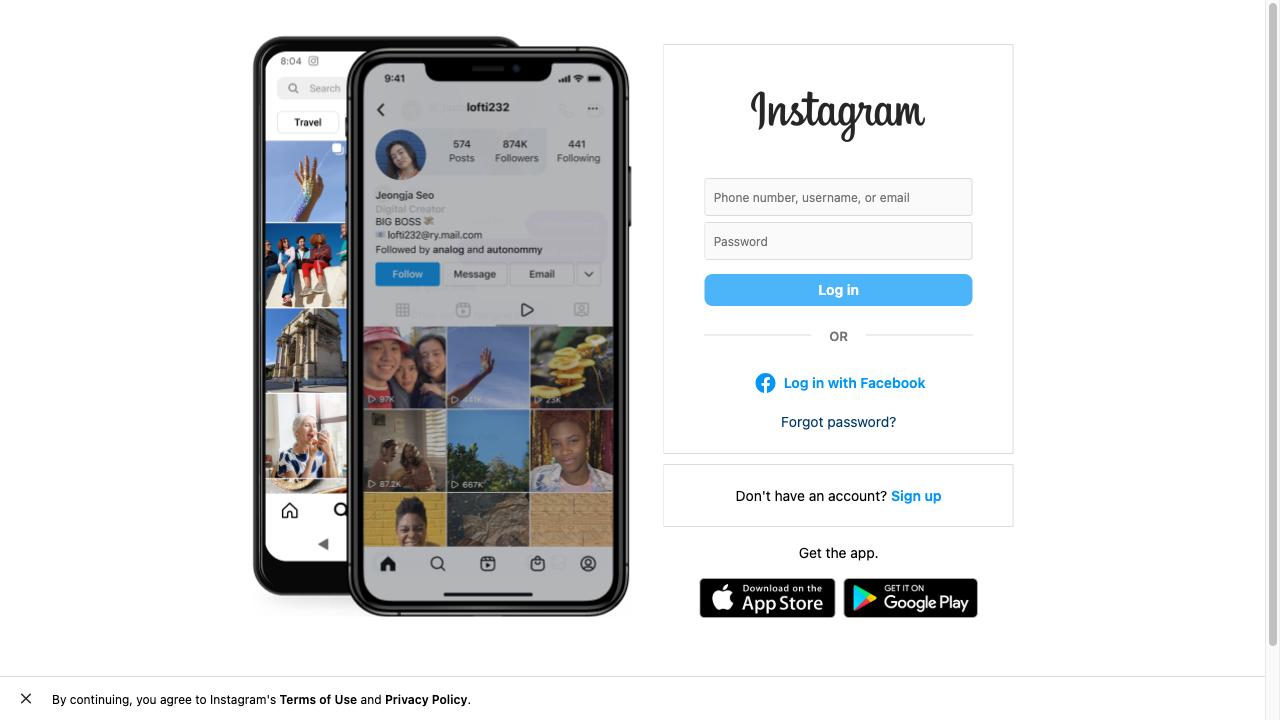 8:04
Search
Travel
9:41
lofti232
574
Posts
874K
Followers
441
Following
Jeongja Seo
Digital Creator
BIG BOSS
lofti232@ry.mail.com
Followed by analog and autonommy
Follow
Message
Email
97K
441K
23K
87.2K
667K
Instagram
Phone number, username, or email
Password
Log in
OR
Log in with Facebook
Forgot password?
Don't have an account? Sign up
Get the app.
Download on the
App Store
GET IT ON
Google Play
By continuing, you agree to Instagram's Terms of Use and Privacy Policy.